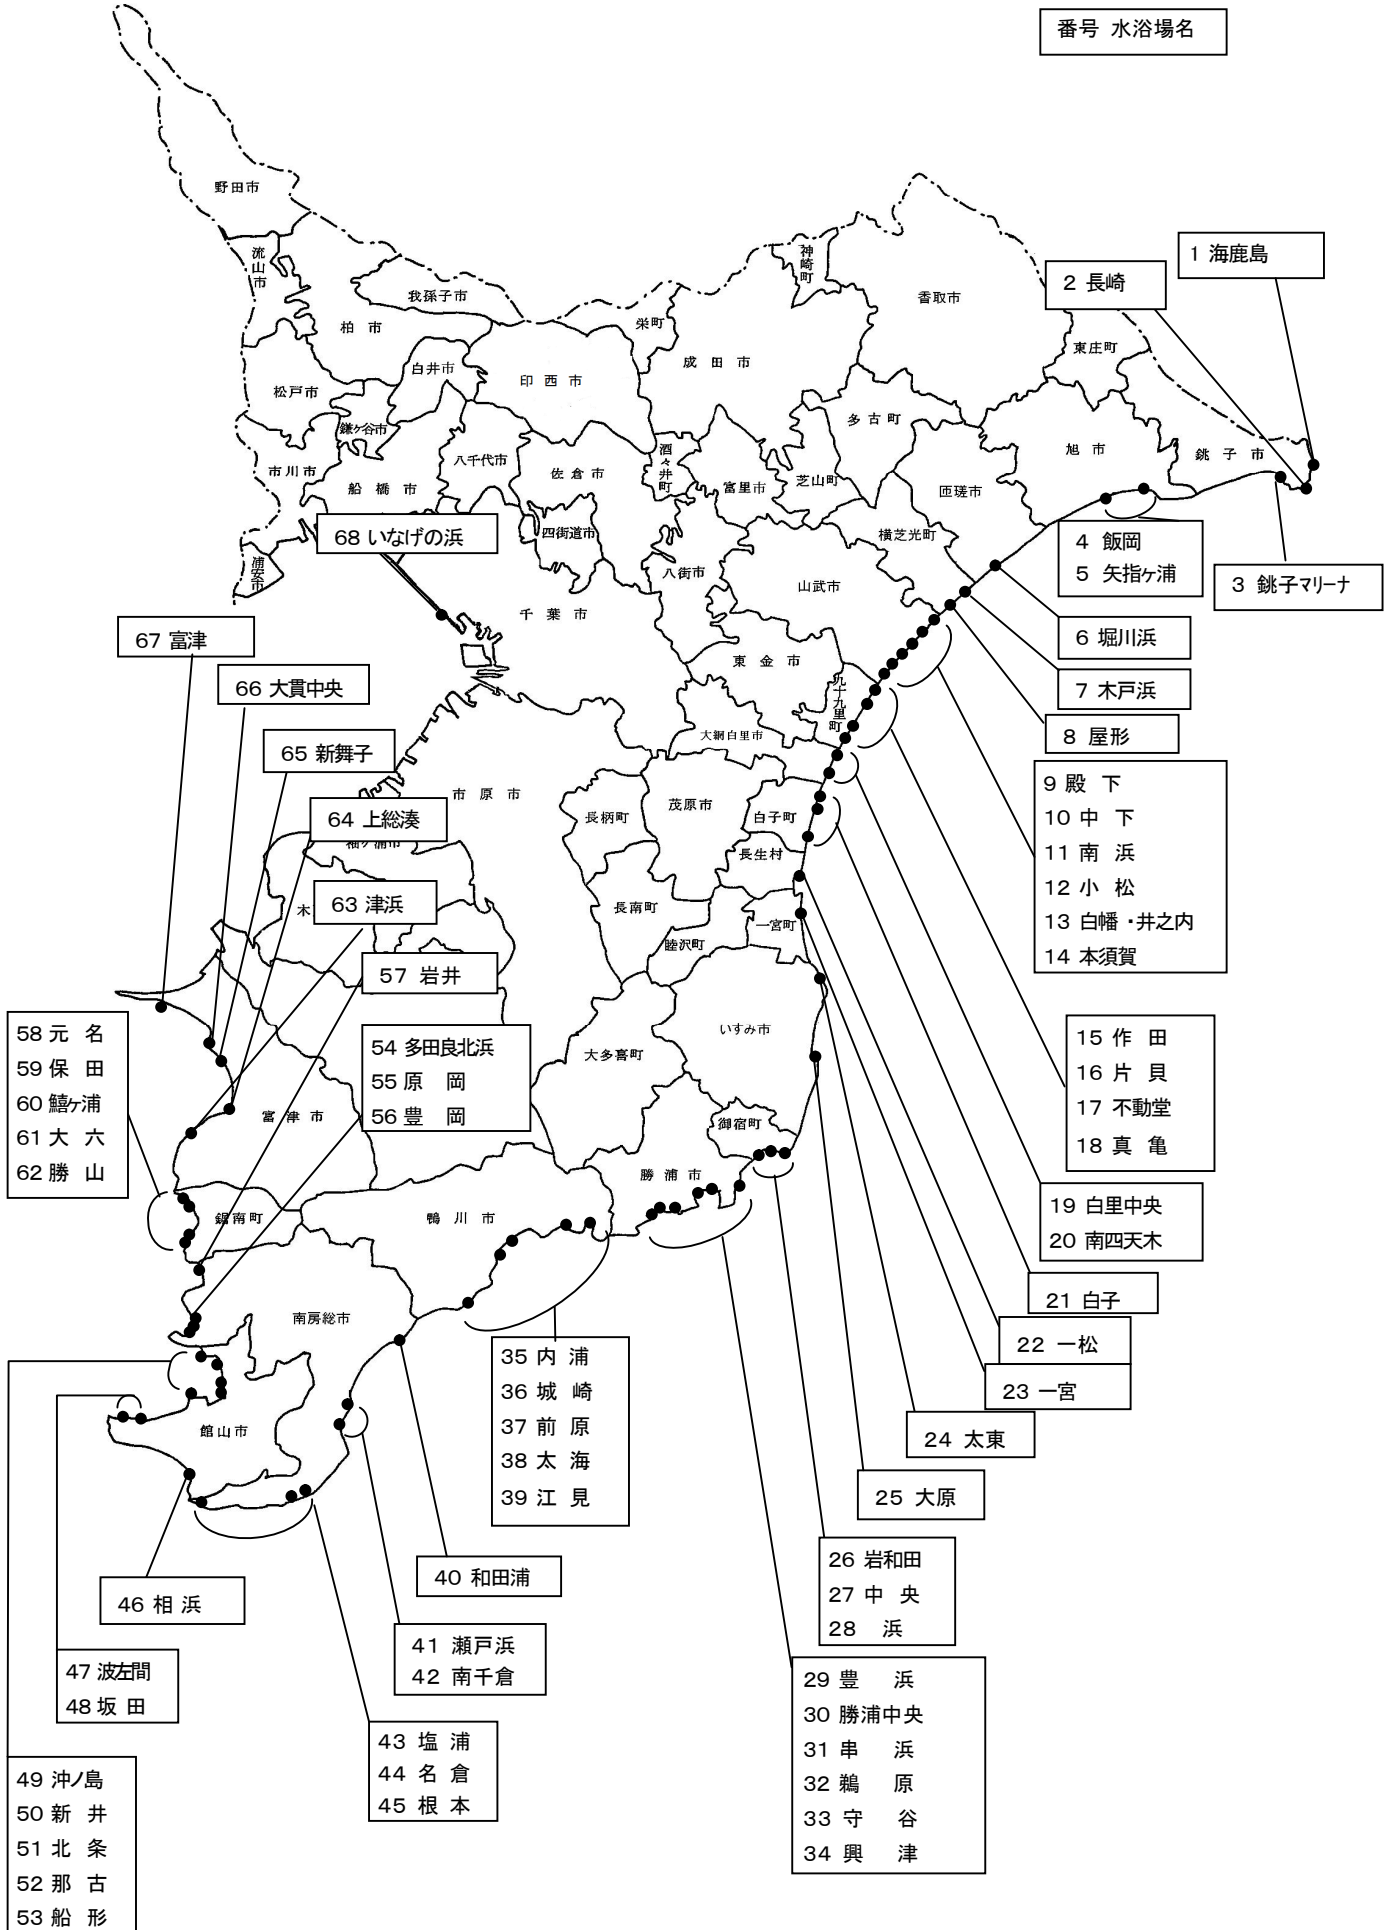 番号 水浴場名
野田市
流山市
我孫子市
柏市
神崎町
香取市
1 海鹿島
2 長崎
栄町
成田市
東庄町
白井市
印西市
松戸市
鎌ケ谷市
多古町
旭市
銚子市
市川市
船橋市
八千代市
佐倉市
酒々井町
富里市
芝山町
匝瑳市
68 いなげの浜
四街道市
横芝光町
4 飯岡
5 矢指ヶ浦
3 銚子マリーナ
浦安市
八街市
山武市
千葉市
67 富津
6 堀川浜
66 大貫中央
東金市
7 木戸浜
九十九里町
65 新舞子
大網白里市
8 屋形
市原市
長柄町
茂原市
白子町
9 殿下
10 中下
11 南浜
12 小松
13 白幡・井之内
14 本須賀
64 上総湊
袖ケ浦市
長生村
63 津浜
木
長南町
一宮町
睦沢町
57 岩井
58 元名
59 保田
60 鱚ヶ浦
61 大六
62 勝山
54 多田良北浜
55 原岡
56 豊岡
いすみ市
大多喜町
15 作田
16 片貝
17 不動堂
18 真亀
富津市
御宿町
勝浦市
19 白里中央
20 南四天木
鋸南町
鴨川市
21 白子
南房総市
22 一松
35 内浦
36 城崎
37 前原
38 太海
39 江見
23 一宮
館山市
24 太東
25 大原
26 岩和田
27 中央
28 浜
40 和田浦
46 相浜
41 瀬戸浜
42 南千倉
47 波左間
48 坂田
29 豊浜
30 勝浦中央
31 串浜
32 鵜原
33 守谷
34 興津
43 塩浦
44 名倉
45 根本
49 沖ノ島
50 新井
51 北条
52 那古
53 船形